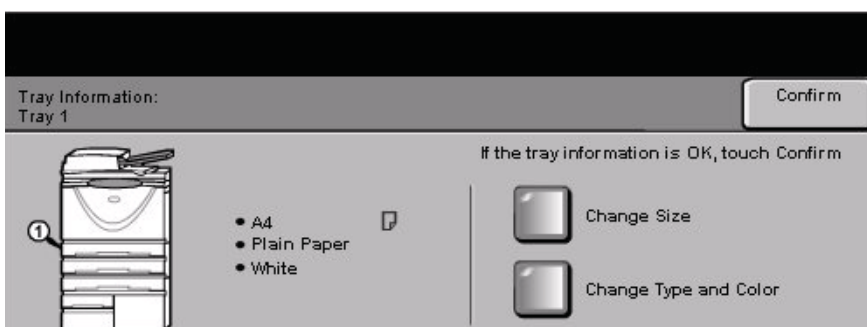 Tray Information:
Tray 1
Confirm
If the tray information is OK, touch Confirm
1
• A4
• Plain Paper
• White
Change Size
Change Type and Color